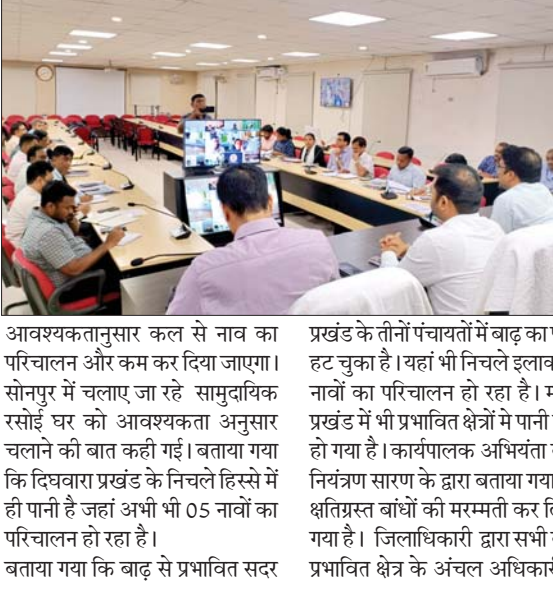 आवश्यकतानुसार कल से नाव का
परिचालन और कम कर दिया जाएगा।
सोनपुर में चलाए जा रहे सामुदायिक
रसोई घर को आवश्यकता अनुसार
चलाने की बात कही गई। बताया गया
कि दिघवारा प्रखंड के निचले हिस्से में
ही पानी है जहां अभी भी 05 नावों का
परिचालन हो रहा है।
बताया गया कि बाढ़ से प्रभावित सदर
प्रखंड के तीनों पंचायतों में बाढ़ का
हट चुका है। यहां भी निचले
नावों का परिचालन हो रहा है।
प्रखंड में भी प्रभावित क्षेत्रों मे पानी
हो गया है। कार्यपालक अभियंता
नियंत्रण सारण के द्वारा बताया गया
क्षतिग्रस्त बांधों की मरम्मती कर
गया है। जिलाधिकारी द्वारा सभी
प्रभावित क्षेत्र के अंचल